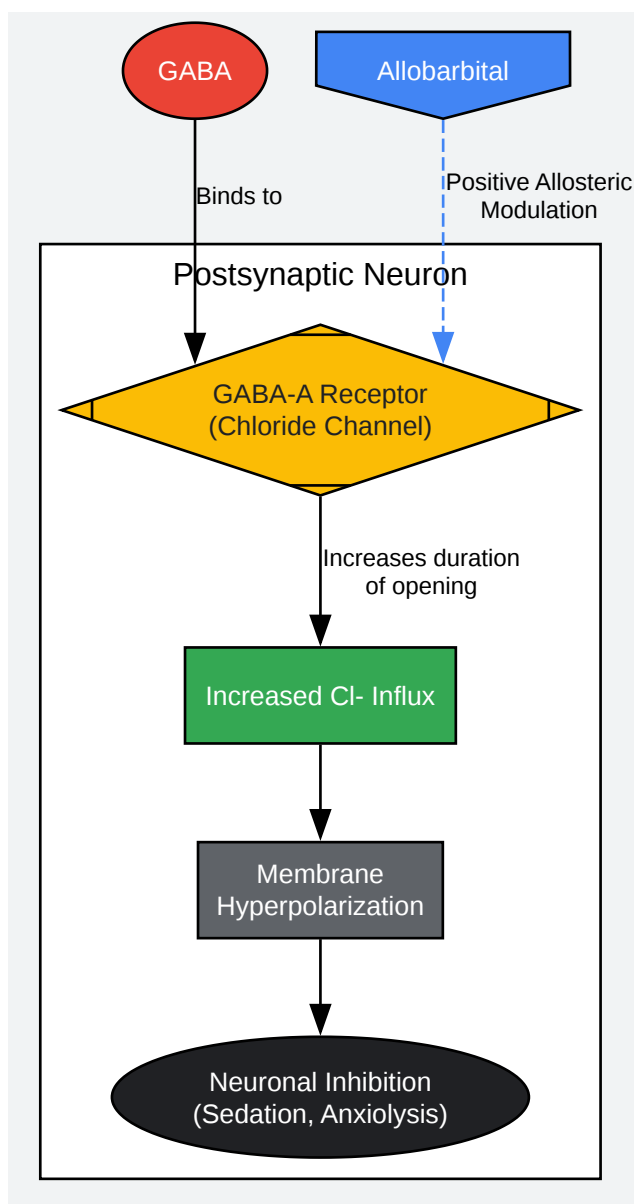 GABA
Allobarbital
Binds to
Positive Allosteric
Modulation
Postsynaptic Neuron
GABA-A Receptor
(Chloride Channel)
Increases duration
of opening
Increased Cl- Influx
Membrane
Hyperpolarization
Neuronal Inhibition
(Sedation, Anxiolysis)